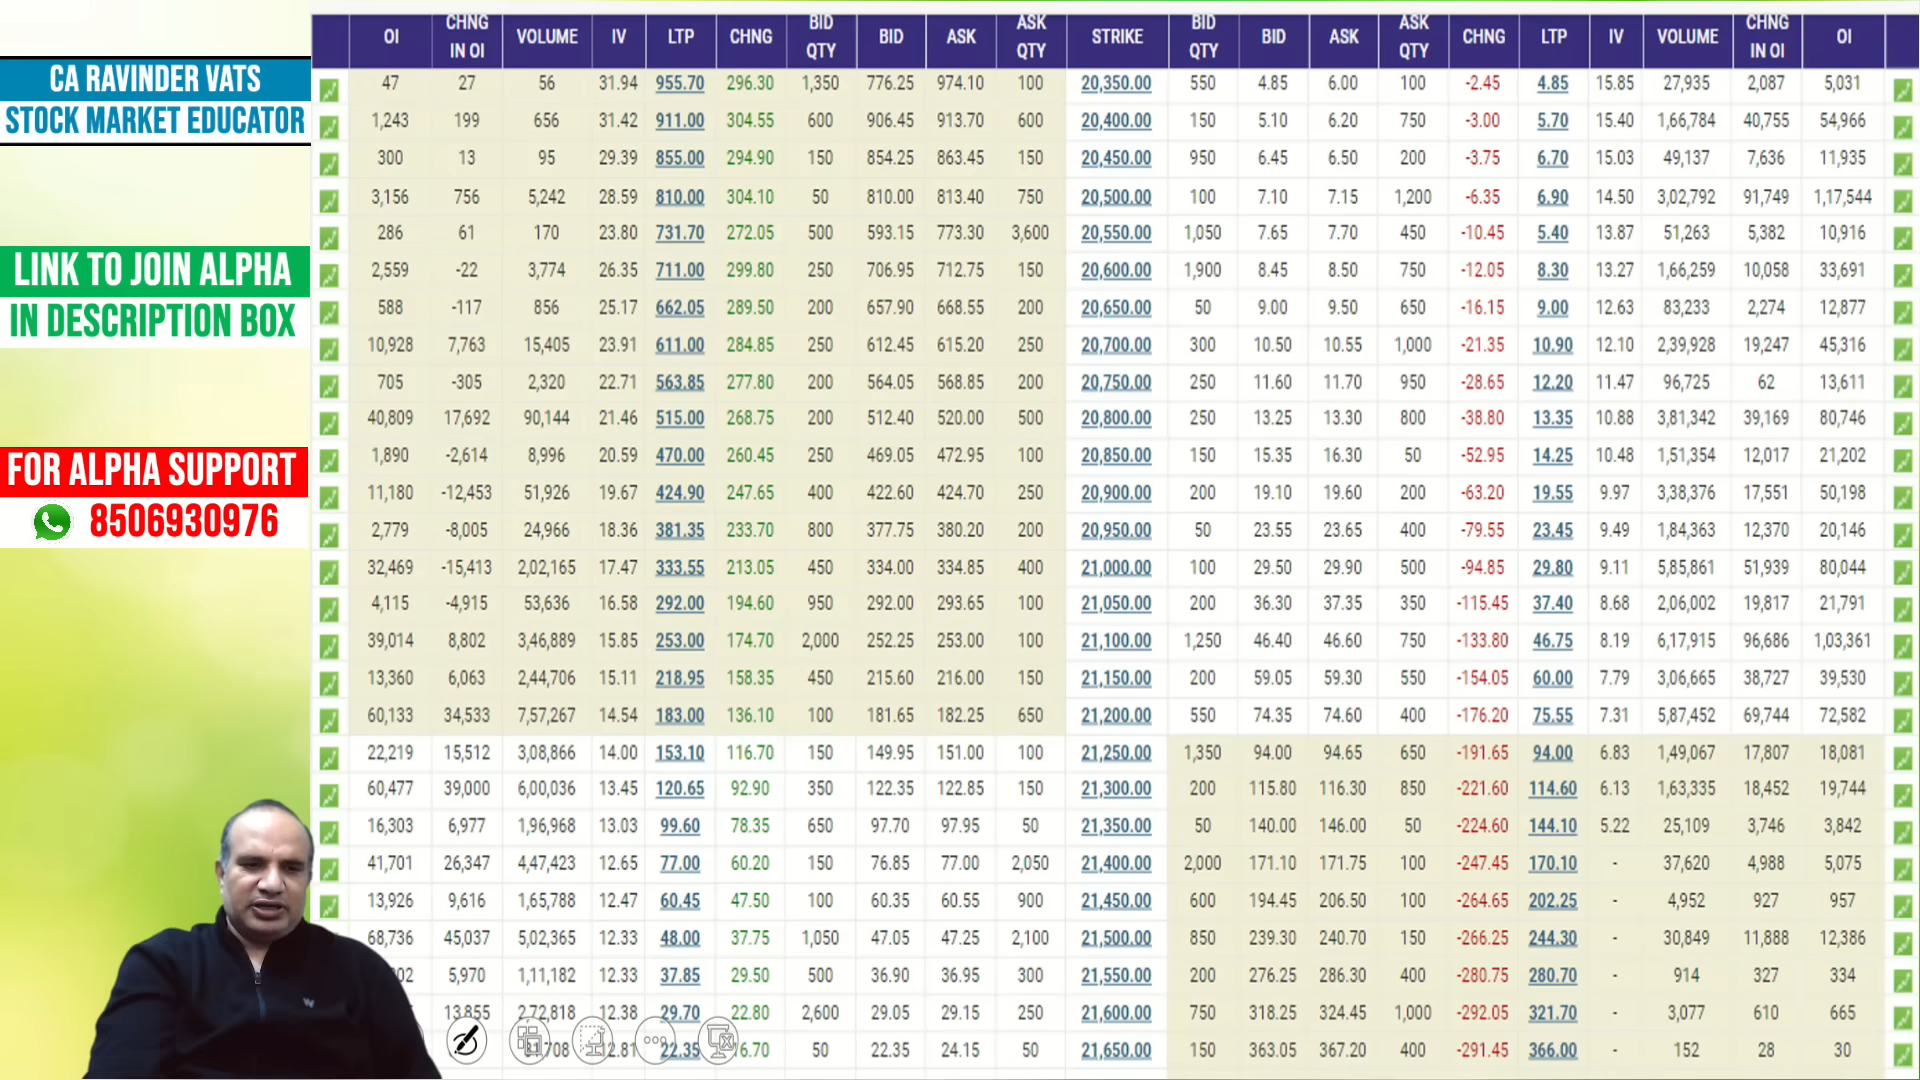 CA RAVINDER VATS
STOCK MARKET EDUCATOR
LINK TO JOIN ALPHA
IN DESCRIPTION BOX
FOR ALPHA SUPPORT
8506930976
OI CHNG IN OI VOLUME IV LTP CHNG BID QTY BID ASK ASK QTY STRIKE BID QTY BID ASK ASK QTY CHNG LTP IV VOLUME CHNG IN OI OI
47 27 56 31.94 955.70 296.30 1,350 776.25 974.10 100 20,350.00 550 4.85 6.00 100 -2.45 4.85 15.85 27,935 2,087 5,031
1,243 199 656 31.42 911.00 304.55 600 906.45 913.70 600 20,400.00 150 5.10 6.20 750 -3.00 5.70 15.40 1,66,784 40,755 54,966
300 13 95 29.39 855.00 294.90 150 854.25 863.45 150 20,450.00 950 6.45 6.50 200 -3.75 6.70 15.03 49,137 7,636 11,935
3,156 756 5,242 28.59 810.00 304.10 50 810.00 813.40 750 20,500.00 100 7.10 7.15 1,200 -6.35 6.90 14.50 3,02,792 91,749 1,17,544
286 61 170 23.80 731.70 272.05 500 593.15 773.30 3,600 20,550.00 1,050 7.65 7.70 450 -10.45 5.40 13.87 51,263 5,382 10,916
2,559 -22 3,774 26.35 711.00 299.80 250 706.95 712.75 150 20,600.00 1,900 8.45 8.50 750 -12.05 8.30 13.27 1,66,259 10,058 33,691
588 -117 856 25.17 662.05 289.50 200 657.90 668.55 200 20,650.00 50 9.00 9.50 650 -16.15 9.00 12.63 83,233 2,274 12,877
10,928 7,763 15,405 23.91 611.00 284.85 250 612.45 615.20 250 20,700.00 300 10.50 10.55 1,000 -21.35 10.90 12.10 2,39,928 19,247 45,316
705 -305 2,320 22.71 563.85 277.80 200 564.05 568.85 200 20,750.00 250 11.60 11.70 950 -28.65 12.20 11.47 96,725 62 13,611
40,809 17,692 90,144 21.46 515.00 268.75 200 512.40 520.00 500 20,800.00 250 13.25 13.30 800 -38.80 13.35 10.88 3,81,342 39,169 80,746
1,890 -2,614 8,996 20.59 470.00 260.45 250 469.05 472.95 100 20,850.00 150 15.35 16.30 50 -52.95 14.25 10.48 1,51,354 12,017 21,202
11,180 -12,453 51,926 19.67 424.90 247.65 400 422.60 424.70 250 20,900.00 200 19.10 19.60 200 -63.20 19.55 9.97 3,38,376 17,551 50,198
2,779 -8,005 24,966 18.36 381.35 233.70 800 377.75 380.20 200 20,950.00 50 23.55 23.65 400 -79.55 23.45 9.49 1,84,363 12,370 20,146
32,469 -15,413 2,02,165 17.47 333.55 213.05 450 334.00 334.85 400 21,000.00 100 29.50 29.90 500 -94.85 29.80 9.11 5,85,861 51,939 80,044
4,115 -4,915 53,636 16.58 292.00 194.60 950 292.00 293.65 100 21,050.00 200 36.30 37.35 350 -115.45 37.40 8.68 2,06,002 19,817 21,791
39,014 8,802 3,46,889 15.85 253.00 174.70 2,000 252.25 253.00 100 21,100.00 1,250 46.40 46.60 750 -133.80 46.75 8.19 6,17,915 96,686 1,03,361
13,360 6,063 2,44,706 15.11 218.95 158.35 450 215.60 216.00 150 21,150.00 200 59.05 59.30 550 -154.05 60.00 7.79 3,06,665 38,727 39,530
60,133 34,533 7,57,267 14.54 183.00 136.10 100 181.65 182.25 650 21,200.00 550 74.35 74.60 400 -176.20 75.55 7.31 5,87,452 69,744 72,582
22,219 15,512 3,08,866 14.00 153.10 116.70 150 149.95 151.00 100 21,250.00 1,350 94.00 94.65 650 -191.65 94.00 6.83 1,49,067 17,807 18,081
60,477 39,000 6,00,036 13.45 120.65 92.90 350 122.35 122.85 150 21,300.00 200 115.80 116.30 850 -221.60 114.60 6.13 1,63,335 18,452 19,744
16,303 6,977 1,96,968 13.03 99.60 78.35 650 97.70 97.95 50 21,350.00 50 140.00 146.00 50 -224.60 144.10 5.22 25,109 3,746 3,842
41,701 26,347 4,47,423 12.65 77.00 60.20 150 76.85 77.00 2,050 21,400.00 2,000 171.10 171.75 100 -247.45 170.10 - 37,620 4,988 5,075
13,926 9,616 1,65,788 12.47 60.45 47.50 100 60.35 60.55 900 21,450.00 600 194.45 206.50 100 -264.65 202.25 - 4,952 927 957
68,736 45,037 5,02,365 12.33 48.00 37.75 1,050 47.05 47.25 2,100 21,500.00 850 239.30 240.70 150 -266.25 244.30 - 30,849 11,888 12,386
5,970 1,11,182 12.33 37.85 29.50 500 36.90 36.95 300 21,550.00 200 276.25 286.30 400 -280.75 280.70 - 914 327 334
13,855 2,72,818 12.38 29.70 22.80 2,600 29.05 29.15 250 21,600.00 750 318.25 324.45 1,000 -292.05 321.70 - 3,077 610 665
22.35 50 22.35 24.15 50 21,650.00 150 363.05 367.20 400 -291.45 366.00 - 152 28 30